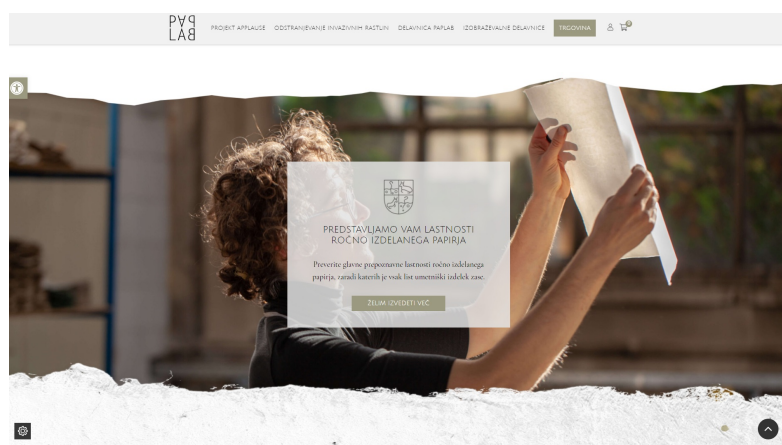 PAP
LAB
PROJEKT APPLAUSE ODSTRANJEVANJE INVAZIVNIH RASTLIN DELAVNICA PAPLAB IZOBRAŽEVALNE DELAVNICE TRGOVINA 0
PREDSTAVLJAMO VAM LASTNOSTI
ROČNO IZDELANEGA PAPIRJA
Preverite glavne prepoznavne lastnosti ročno izdelanega
papirja, zaradi katerih je vsak list umetniški izdelek zase.
ŽELIM IZVEDETI VEČ